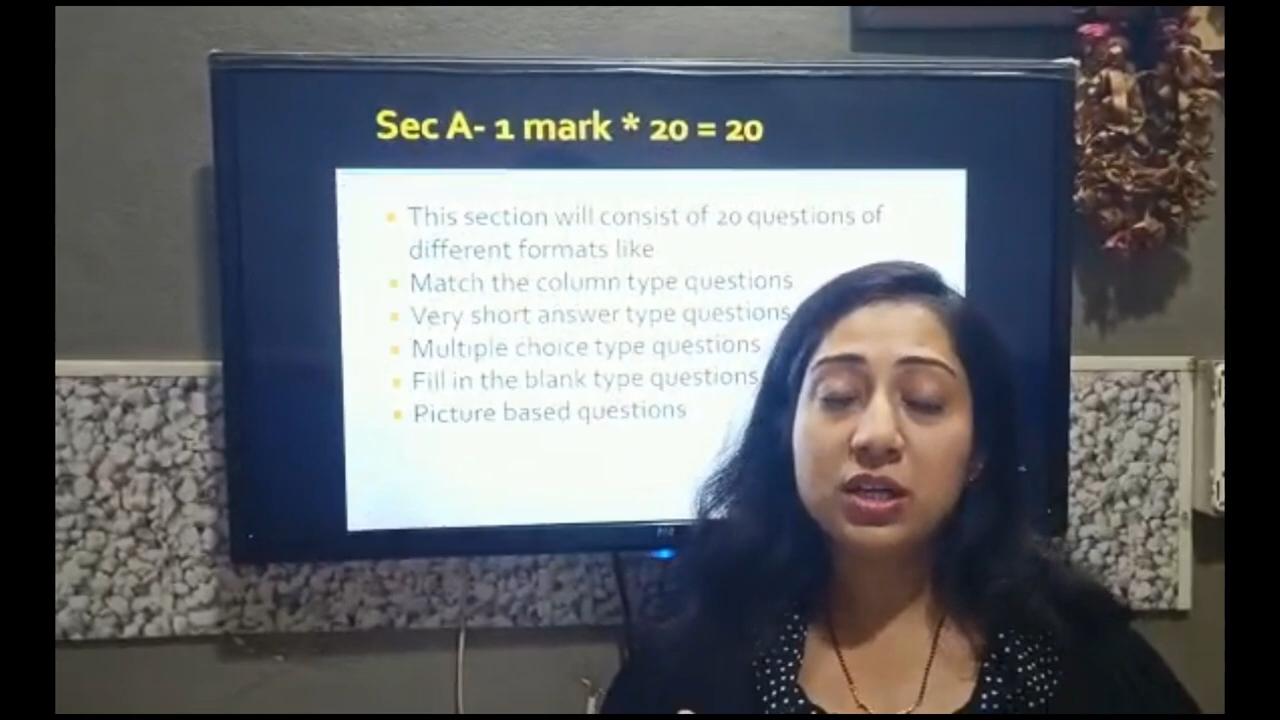 Sec A- 1 mark * 20 = 20
This section will consist of 20 questions of
different formats like
Match the column type questions
Very short answer type questions
Multiple choice type questions
Fill in the blank type questions
Picture based questions